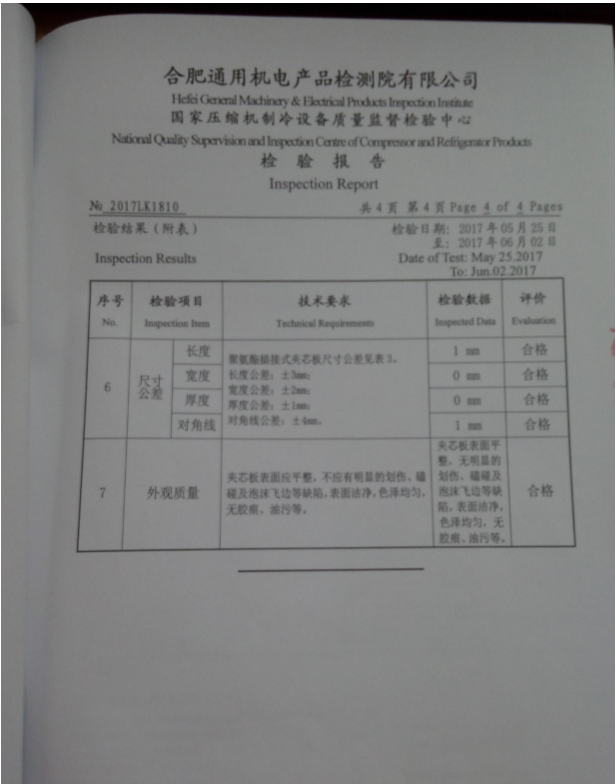 合肥通用机电产品检测院有限公司
Hefei General Machinery & Electrical Products Inspection Institute
国家压缩机制冷设备质量监督检验中心
National Quality Supervision and Inspection Centre of Compressor and Refrigerator Products
检 验 报 告
Inspection Report
№ 2017LK1810
共 4 页 第 4 页 Page 4 of 4 Pages
检验结果（附表）
检验日期: 2017 年 05 月 25 日
至: 2017 年 06 月 02 日
Inspection Results
Date of Test: May 25.2017
To: Jun.02.2017
序号 检验项目 技术要求 检验数据 评价
No. Inspection Item Technical Requirements Inspected Data Evaluation
6
尺寸
公差
长度
宽度
厚度
对角线
聚氨酯插接式夹芯板尺寸公差见表 3。
长度公差: ±3mm;
宽度公差: ±2mm;
厚度公差: ±1mm;
对角线公差: ±4mm。
1 mm 合格
0 mm 合格
0 mm 合格
1 mm 合格
7
外观质量
夹芯板表面应平整，不应有明显的划伤、磕
碰及泡沫飞边等缺陷，表面洁净，色泽均匀，
无胶痕、油污等。
夹芯板表面平
整，无明显的
划伤、磕碰及
泡沫飞边等缺
陷，表面洁净，
色泽均匀，无
胶痕、油污等。
合格